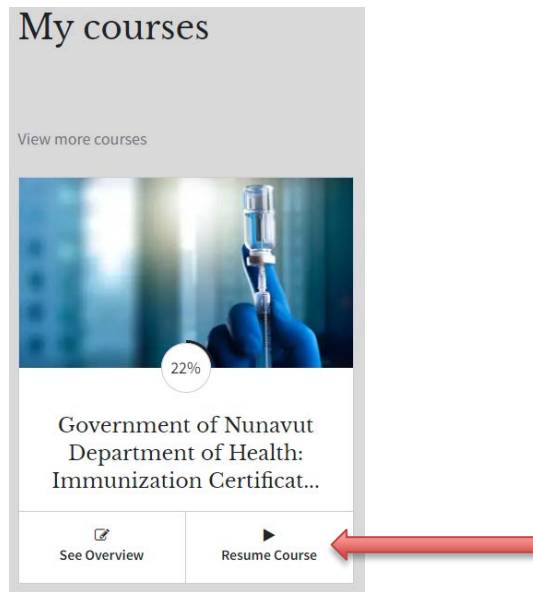 My courses
View more courses
22%
Government of Nunavut
Department of Health:
Immunization Certificat...
See Overview
Resume Course